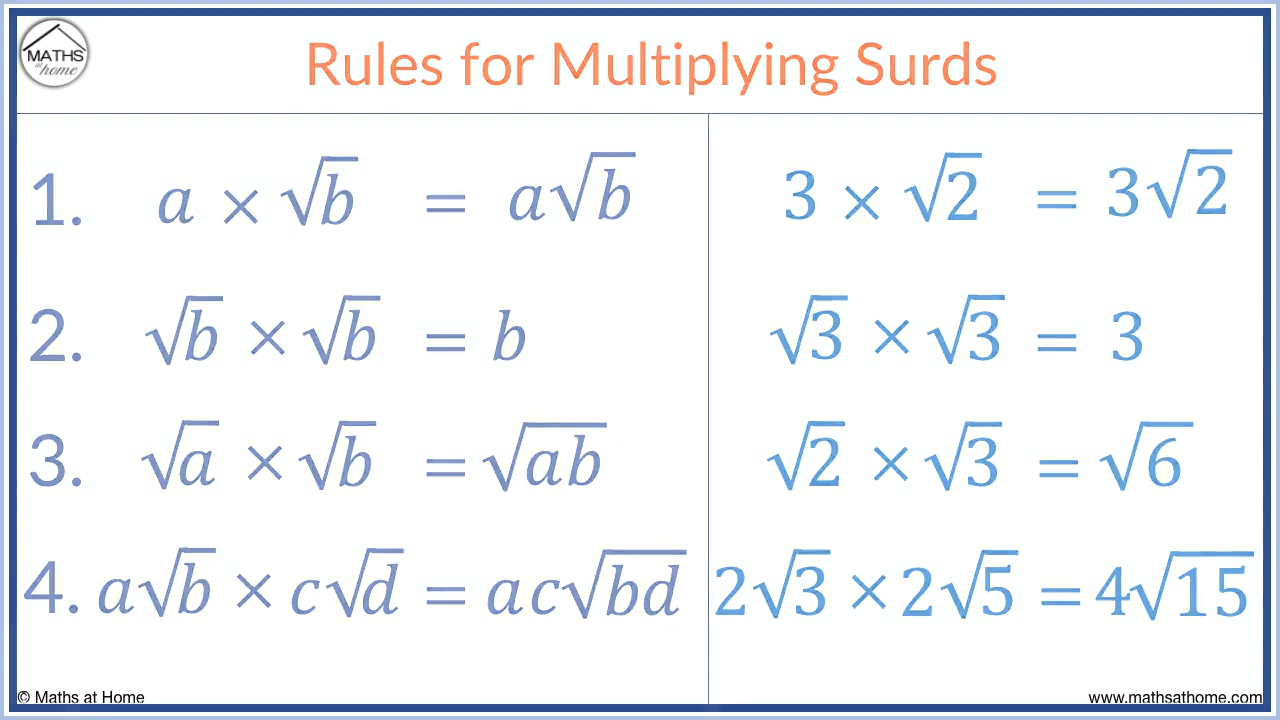 MATHS
at
home
Rules for Multiplying Surds
1. a × √b = a√b 3 × √2 = 3√2
2. √b × √b = b √3 × √3 = 3
3. √a × √b = √ab √2 × √3 = √6
4. a√b × c√d = ac√bd 2√3 × 2√5 = 4√15
© Maths at Home www.mathsathome.com